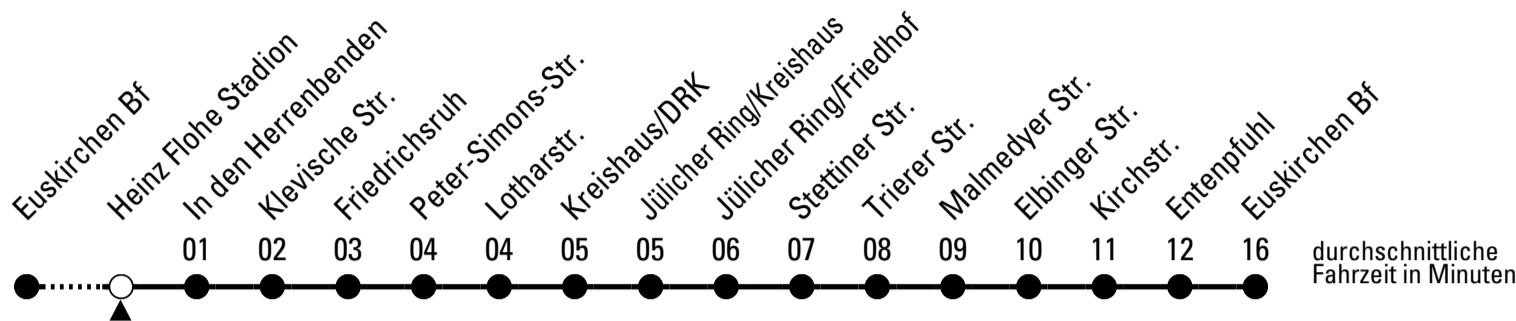 Euskirchen Bf
Heinz Flohe Stadion
In den Herrenbenden
Klevische Str.
Friedrichsruh
Peter-Simons-Str.
Lotharstr.
Kreishaus/DRK
Jülicher Ring/Kreishaus
Jülicher Ring/Friedhof
Stettiner Str.
Trierer Str.
Malmedyer Str.
Elbinger Str.
Kirchstr.
Entenpfuhl
Euskirchen Bf
01 02 03 04 04 05 05 06 07 08 09 10 11 12 16
durchschnittliche
Fahrzeit in Minuten